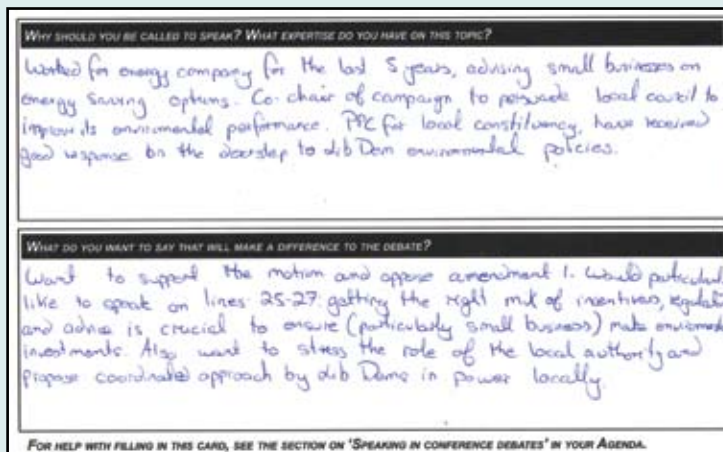 WHY SHOULD YOU BE CALLED TO SPEAK? WHAT EXPERTISE DO YOU HAVE ON THIS TOPIC?
Worked for energy company for the last 5 years, advising small businesses on
energy saving options. Co-chair of campaign to persuade local council to
improve its environmental performance. PPC for local constituency, have received
good response on the doorstep to Lib Dem environmental policies.
WHAT DO YOU WANT TO SAY THAT WILL MAKE A DIFFERENCE TO THE DEBATE?
Want to support the motion and oppose amendment 1. Would
like to speak on lines 25-27: getting the right mix of incentives,
and advice is crucial to ensure (particularly small business) make
investments. Also want to stress the role of the local authority and
propose coordinated approach by Lib Dems in power locally.
FOR HELP WITH FILLING IN THIS CARD, SEE THE SECTION ON 'SPEAKING IN CONFERENCE DEBATES' IN YOUR AGENDA.